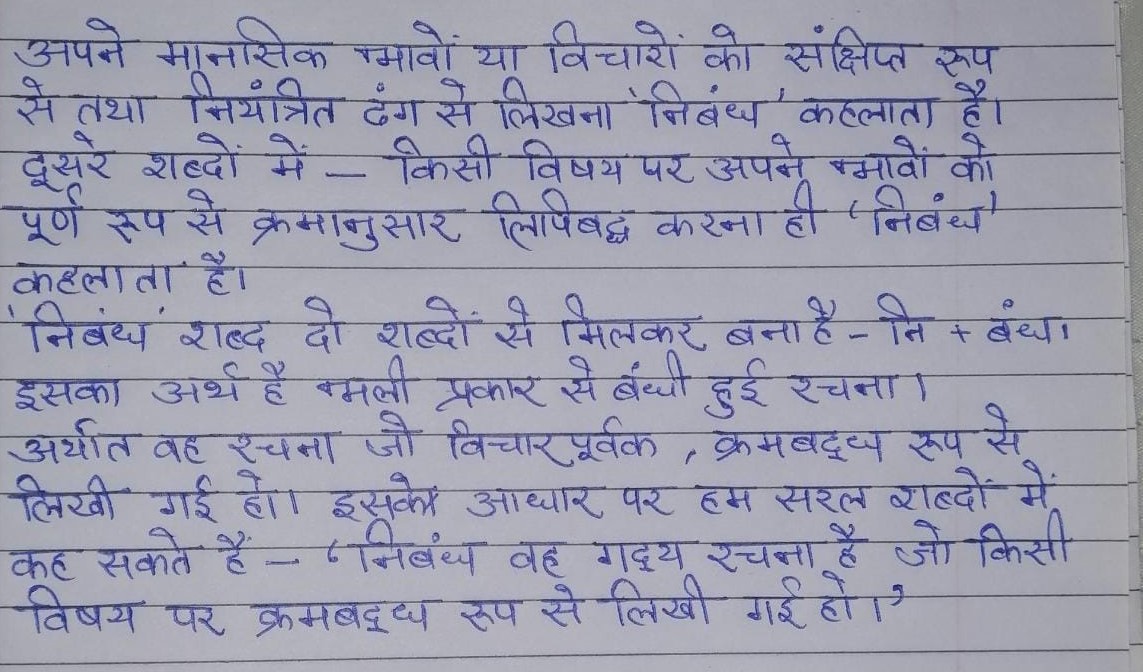 अपने मानसिक भावों या विचारों को संक्षिप्त रूप
से तथा नियंत्रित ढंग से लिखना 'निबंध' कहलाता है।
दूसरे शब्दों में – किसी विषय पर अपने भावों को
पूर्ण रूप से क्रमानुसार लिपिबद्ध करना ही 'निबंध'
कहलाता है।
'निबंध' शब्द दो शब्दों से मिलकर बना है – नि + बंध।
इसका अर्थ है भली प्रकार से बंधी हुई रचना।
अर्थात वह रचना जो विचारपूर्वक, क्रमबद्ध रूप से
लिखी गई हो। इसके आधार पर हम सरल शब्दों में
कह सकते हैं – 'निबंध वह गद्य रचना है जो किसी
विषय पर क्रमबद्ध रूप से लिखी गई हो।'